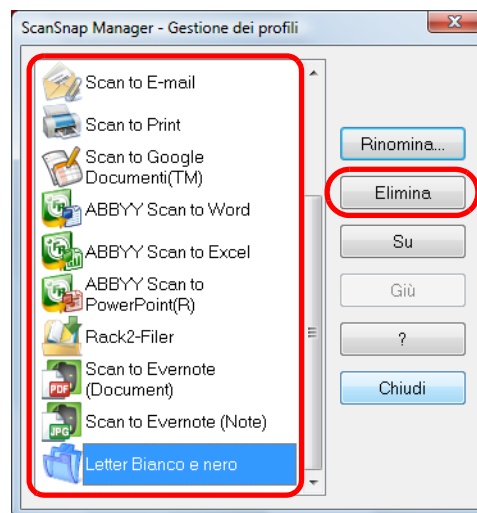 ScanSnap Manager - Gestione dei profili
Scan to E-mail
Scan to Print
Scan to Google
Documenti(TM)
ABBYY Scan to Word
ABBYY Scan to Excel
ABBYY Scan to
PowerPoint(R)
Rack2-Filer
Scan to Evernote
(Document)
Scan to Evernote (Note)
Letter Bianco e nero
Rinomina...
Elimina
Su
Giù
?
Chiudi
PDF
JPG